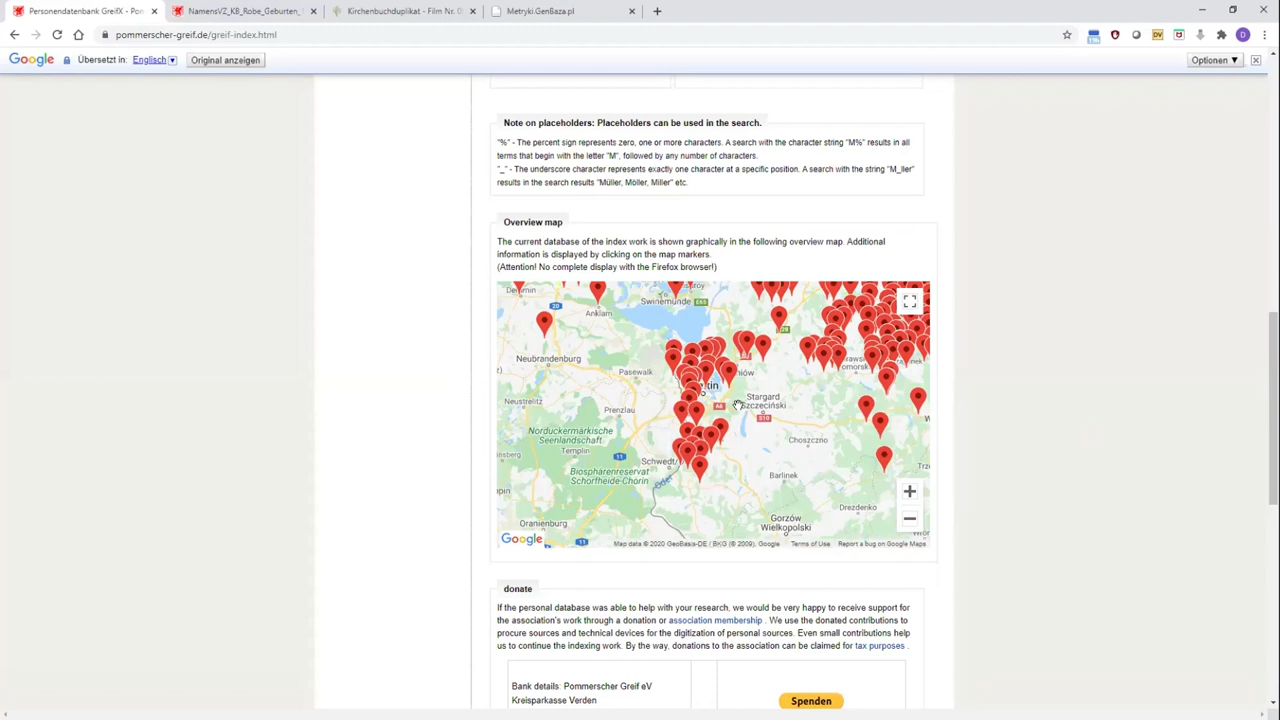 Personendatenbank GreifX - Pon
NamensVZ_KB_Robe_Geburten_
Kirchenbuchduplikat - Film Nr. 0
Metryki.GenBaza.pl
pommerscher-greif.de/greif-index.html
Google
Übersetzt in: Englisch
Original anzeigen
Optionen ▼
Note on placeholders: Placeholders can be used in the search.
"%" - The percent sign represents zero, one or more characters. A search with the character string "M%" results in all
terms that begin with the letter "M", followed by any number of characters.
"_" - The underscore character represents exactly one character at a specific position. A search with the string "M_ller"
results in the search results "Müller, Möller, Miller" etc.
Overview map
The current database of the index work is shown graphically in the following overview map. Additional
information is displayed by clicking on the map markers.
(Attention! No complete display with the Firefox browser!)
Swinemünde
Anklam
20
Neubrandenburg
Pasewalk
Neustrelitz
Prenzlau
Stargard
Szczeciński
A6
S10
Norduckermärkische
Seenlandschaft
Templin
Choszczno
11
Schwedt
Biosphärenreservat
Schorfheide-Chorin
Oder
Barlinek
Drezdenko
Oranienburg
Gorzów
Wielkopolski
Google
11
Map data © 2020 GeoBasis-DE / BKG (© 2009), Google
Terms of Use
Report a bug on Google Maps
donate
If the personal database was able to help with your research, we would be very happy to receive support for
the association's work through a donation or association membership . We use the donated contributions to
procure sources and technical devices for the digitization of personal sources. Even small contributions help
us to continue the indexing work. By the way, donations to the association can be claimed for tax purposes .
Bank details: Pommerscher Greif eV
Kreissparkasse Verden
Spenden